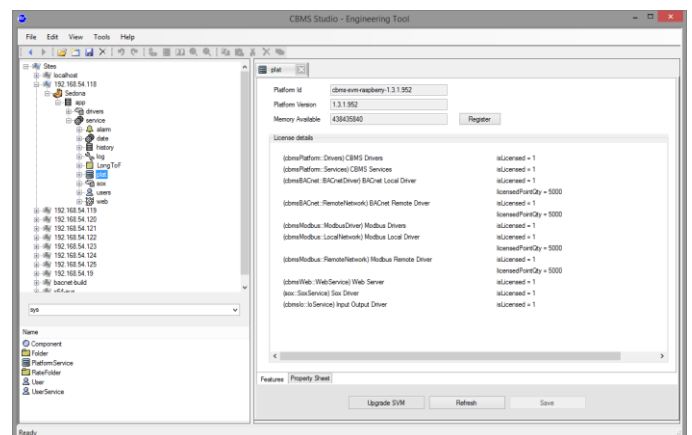 CBMS Studio - Engineering Tool
File Edit View Tools Help
Sites
localhost
192.168.54.118
Sedona
app
drivers
service
alarm
date
history
log
LongToF
plat
sox
users
web
192.168.54.119
192.168.54.120
192.168.54.121
192.168.54.122
192.168.54.123
192.168.54.124
192.168.54.125
192.168.54.19
bacnet-build
sys
Name
Component
Folder
PlatformService
RateFolder
User
UserService
plat
Platform Id cbms-svm-raspberry-1.3.1.952
Platform Version 1.3.1.952
Memory Available 438435840 Register
License details
(cbmsPlatform::Drivers) CBMS Drivers isLicensed = 1
(cbmsPlatform::Services) CBMS Services isLicensed = 1
(cbmsBACnet::BACnetDriver) BACnet Local Driver isLicensed = 1
licensedPointQty = 5000
(cbmsBACnet::RemoteNetwork) BACnet Remote Driver isLicensed = 1
licensedPointQty = 5000
(cbmsModbus::ModbusDriver) Modbus Drivers isLicensed = 1
(cbmsModbus::LocalNetwork) Modbus Local Driver isLicensed = 1
licensedPointQty = 5000
(cbmsModbus::RemoteNetwork) Modbus Remote Driver isLicensed = 1
licensedPointQty = 5000
(cbmsWeb::WebService) Web Server isLicensed = 1
(sox::SoxService) Sox Driver isLicensed = 1
(cbmsIo::IoService) Input Output Driver isLicensed = 1
Features Property Sheet
Upgrade SVM Refresh Save
Ready